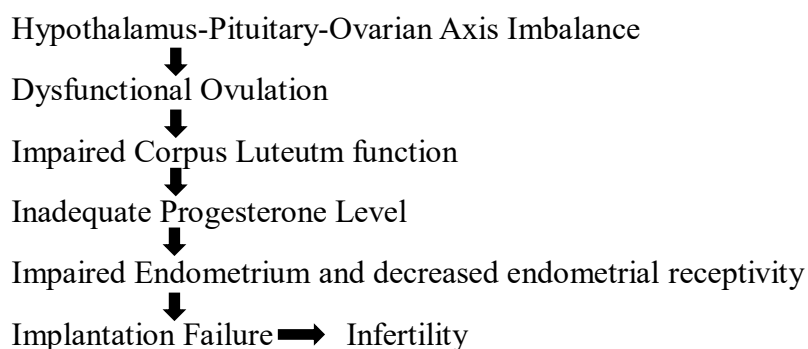 Hypothalamus-Pituitary-Ovarian Axis Imbalance
Dysfunctional Ovulation
Impaired Corpus Luteutm function
Inadequate Progesterone Level
Impaired Endometrium and decreased endometrial receptivity
Implantation Failure Infertility